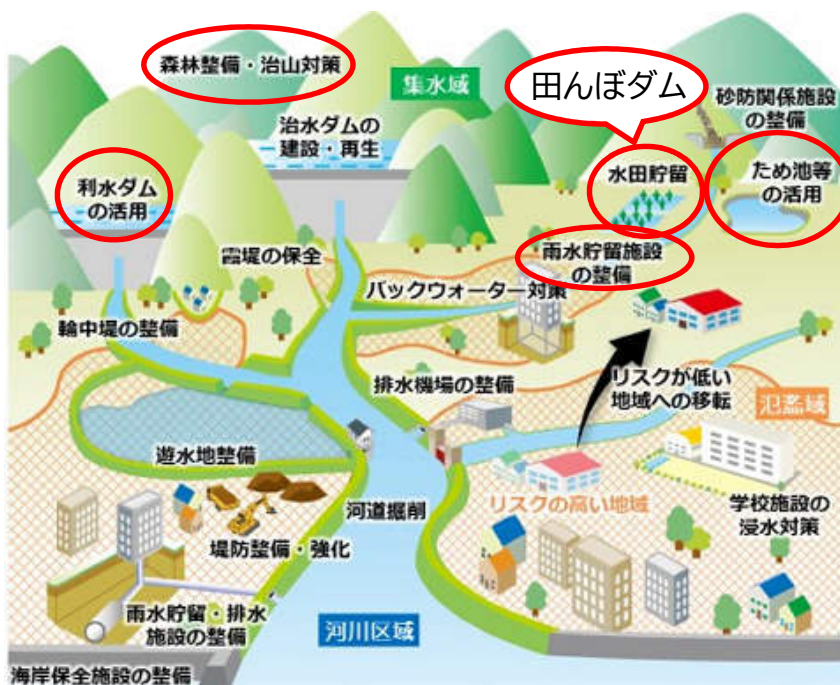 森林整備・治山対策
集水域
田んぼダム
砂防関係施設
の整備
治水ダムの
建設・再生
利水ダム
の活用
水田貯留
ため池等
の活用
霞堤の保全
雨水貯留施設
の整備
バックウォーター対策
輪中堤の整備
排水機場の整備
リスクが低い
地域への移転
氾濫域
遊水地整備
リスクの高い地域
河道掘削
学校施設の
浸水対策
堤防整備・強化
雨水貯留・排水
施設の整備
河川区域
海岸保全施設の整備